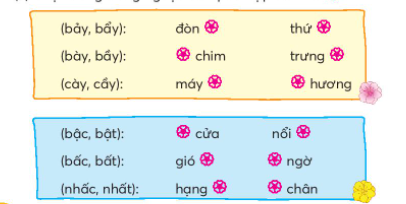 (bảy, bẩy): đòn thứ
(bày, bầy): chim trưng
(cày, cầy): máy hương
(bậc, bật): cửa nổi
(bấc, bất): gió ngờ
(nhấc, nhất): hạng chân